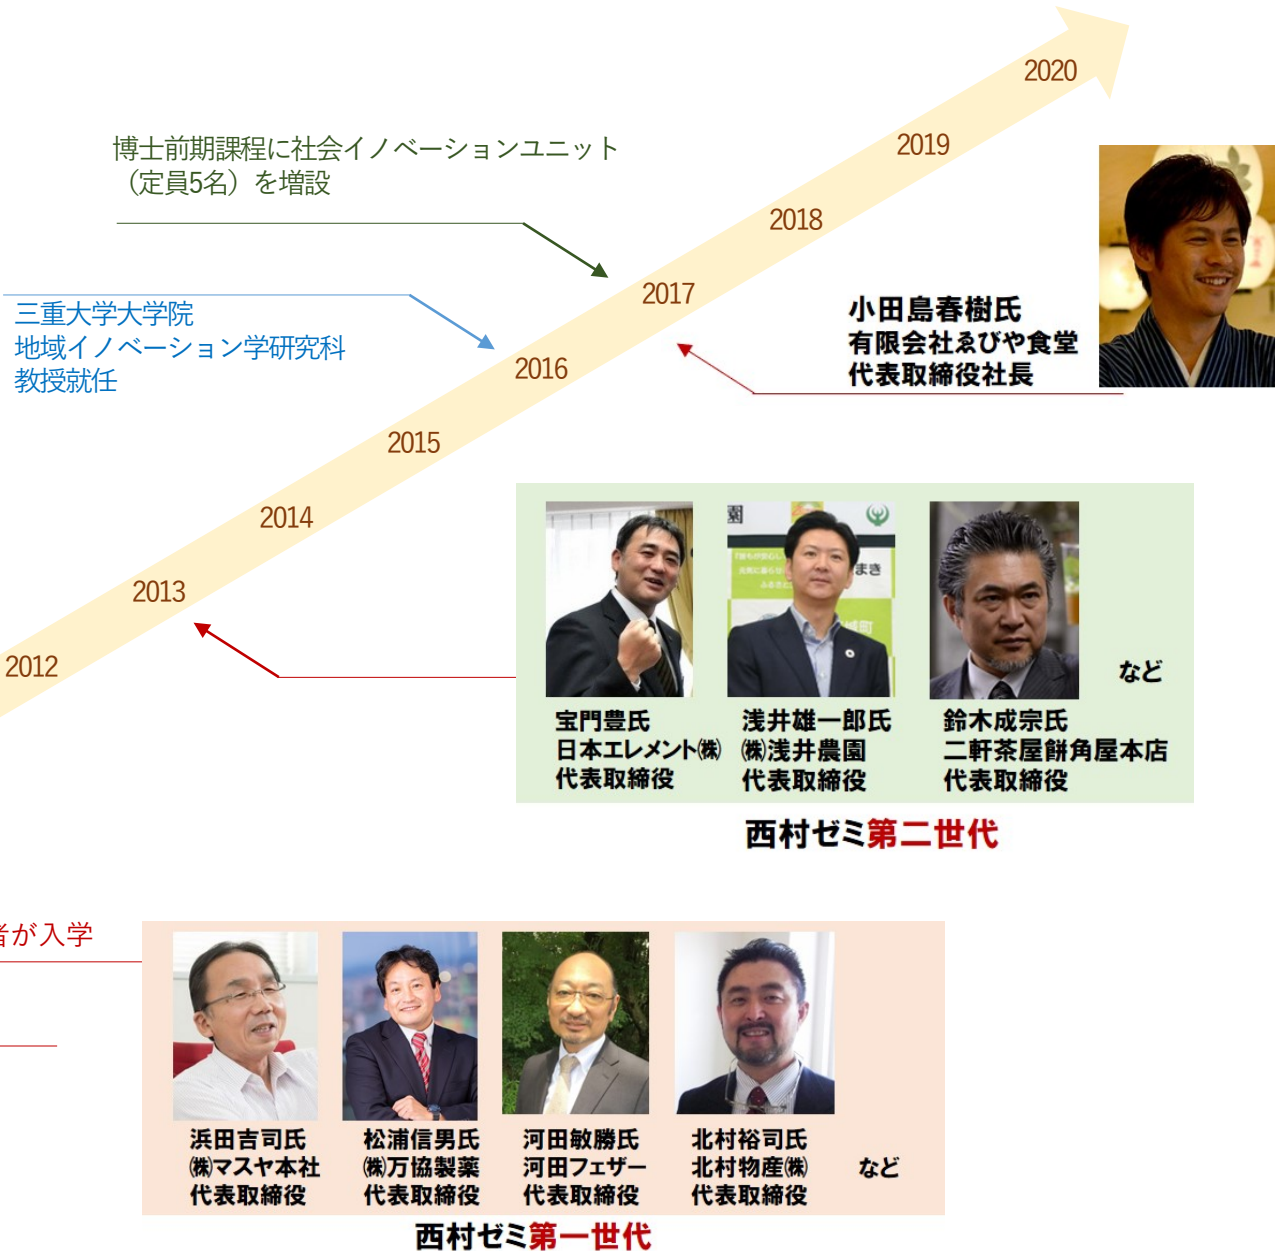 2020
2019
2018
2017
2016
2015
2014
2013
2012
博士前期課程に社会イノベーションユニット
（定員5名）を増設
三重大学大学院
地域イノベーション学研究科
教授就任
小田島春樹氏
有限会社ゑびや食堂
代表取締役社長
園
まき
宝門豊氏
日本エレメント㈱
代表取締役
浅井雄一郎氏
㈱浅井農園
代表取締役
鈴木成宗氏
二軒茶屋餅角屋本店
代表取締役
など
西村ゼミ第二世代
者が入学
浜田吉司氏
㈱マスヤ本社
代表取締役
松浦信男氏
㈱万協製薬
代表取締役
河田敏勝氏
河田フェザー
代表取締役
北村裕司氏
北村物産㈱
代表取締役
など
西村ゼミ第一世代